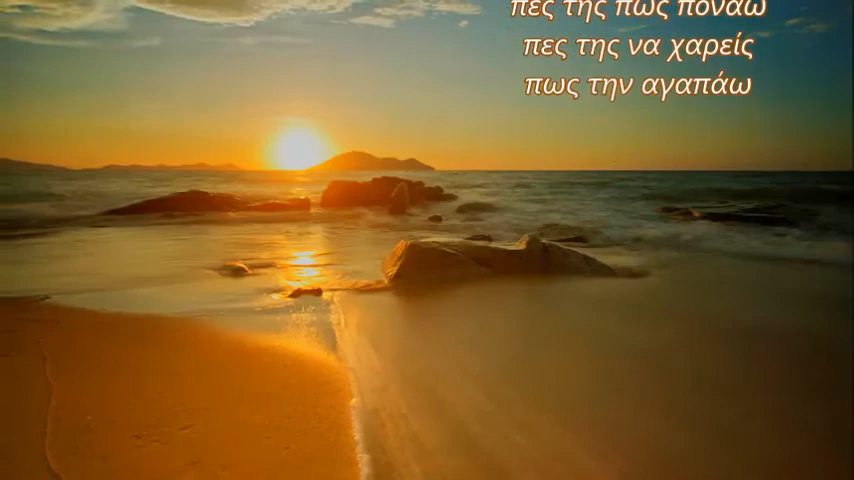 πες της πως πονάω
πες της να χαρείς
πως την αγαπάω